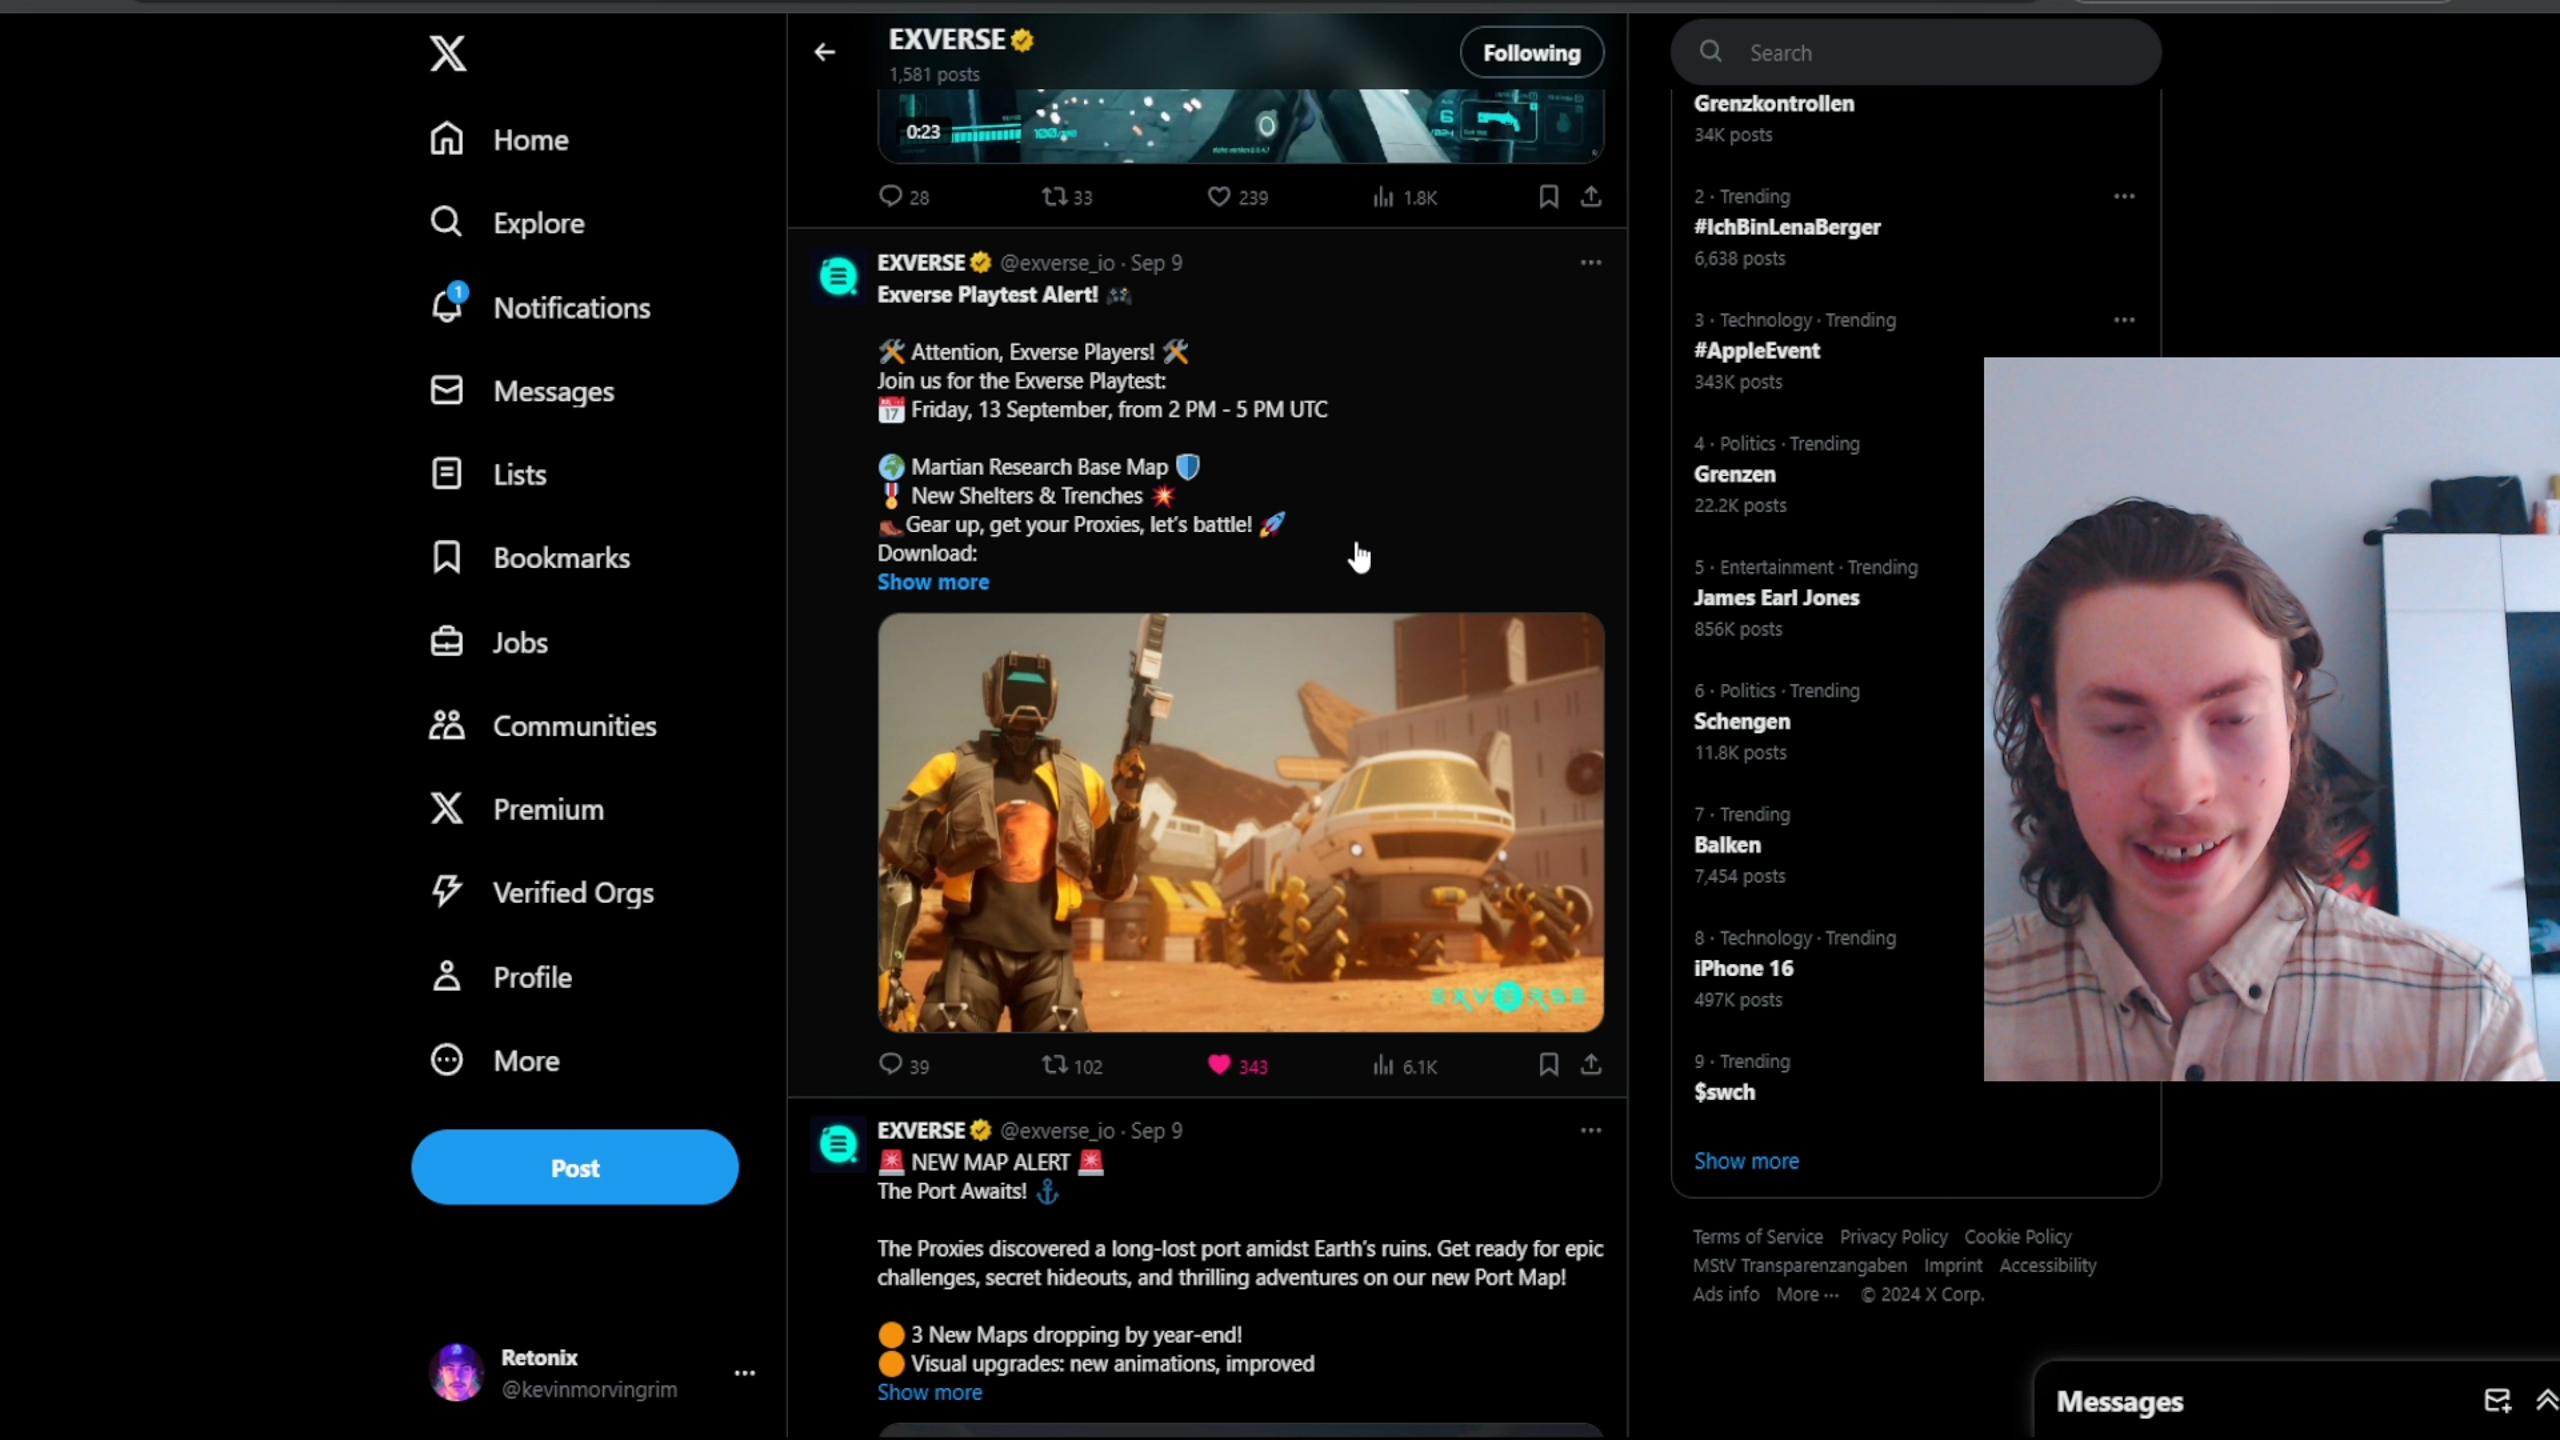 Home
Explore
1
Notifications
Messages
Lists
Bookmarks
Jobs
Communities
Premium
Verified Orgs
Profile
More
Post
Retonix
@kevinmorvingrim
EXVERSE
1,581 posts
Following
0:23
28
33
239
1.8K
EXVERSE @exverse_io · Sep 9
Exverse Playtest Alert!
Attention, Exverse Players!
Join us for the Exverse Playtest:
Friday, 13 September, from 2 PM - 5 PM UTC
Martian Research Base Map
New Shelters & Trenches
Gear up, get your Proxies, let's battle!
Download:
Show more
EXVERSE
39
102
343
6.1K
EXVERSE @exverse_io · Sep 9
NEW MAP ALERT
The Port Awaits!
The Proxies discovered a long-lost port amidst Earth's ruins. Get ready for epic
challenges, secret hideouts, and thrilling adventures on our new Port Map!
3 New Maps dropping by year-end!
Visual upgrades: new animations, improved
Show more
Search
Grenzkontrollen
34K posts
2 · Trending
#IchBinLenaBerger
6,638 posts
3 · Technology · Trending
#AppleEvent
343K posts
4 · Politics · Trending
Grenzen
22.2K posts
5 · Entertainment · Trending
James Earl Jones
856K posts
6 · Politics · Trending
Schengen
11.8K posts
7 · Trending
Balken
7,454 posts
8 · Technology · Trending
iPhone 16
497K posts
9 · Trending
$swch
Show more
Terms of Service Privacy Policy Cookie Policy
MStV Transparenzangaben Imprint Accessibility
Ads info More ··· © 2024 X Corp.
Messages